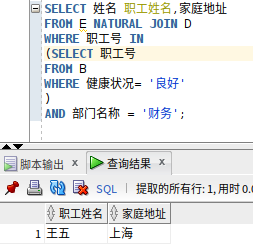 SELECT 姓名 职工姓名,家庭地址
FROM E NATURAL JOIN D
WHERE 职工号 IN
(SELECT 职工号
FROM B
WHERE 健康状况= '良好'
)
AND 部门名称 = '财务';
脚本输出 x 查询结果 x
SQL | 提取的所有行: 1, 用时 0.0
职工姓名 家庭地址
1 王五 上海